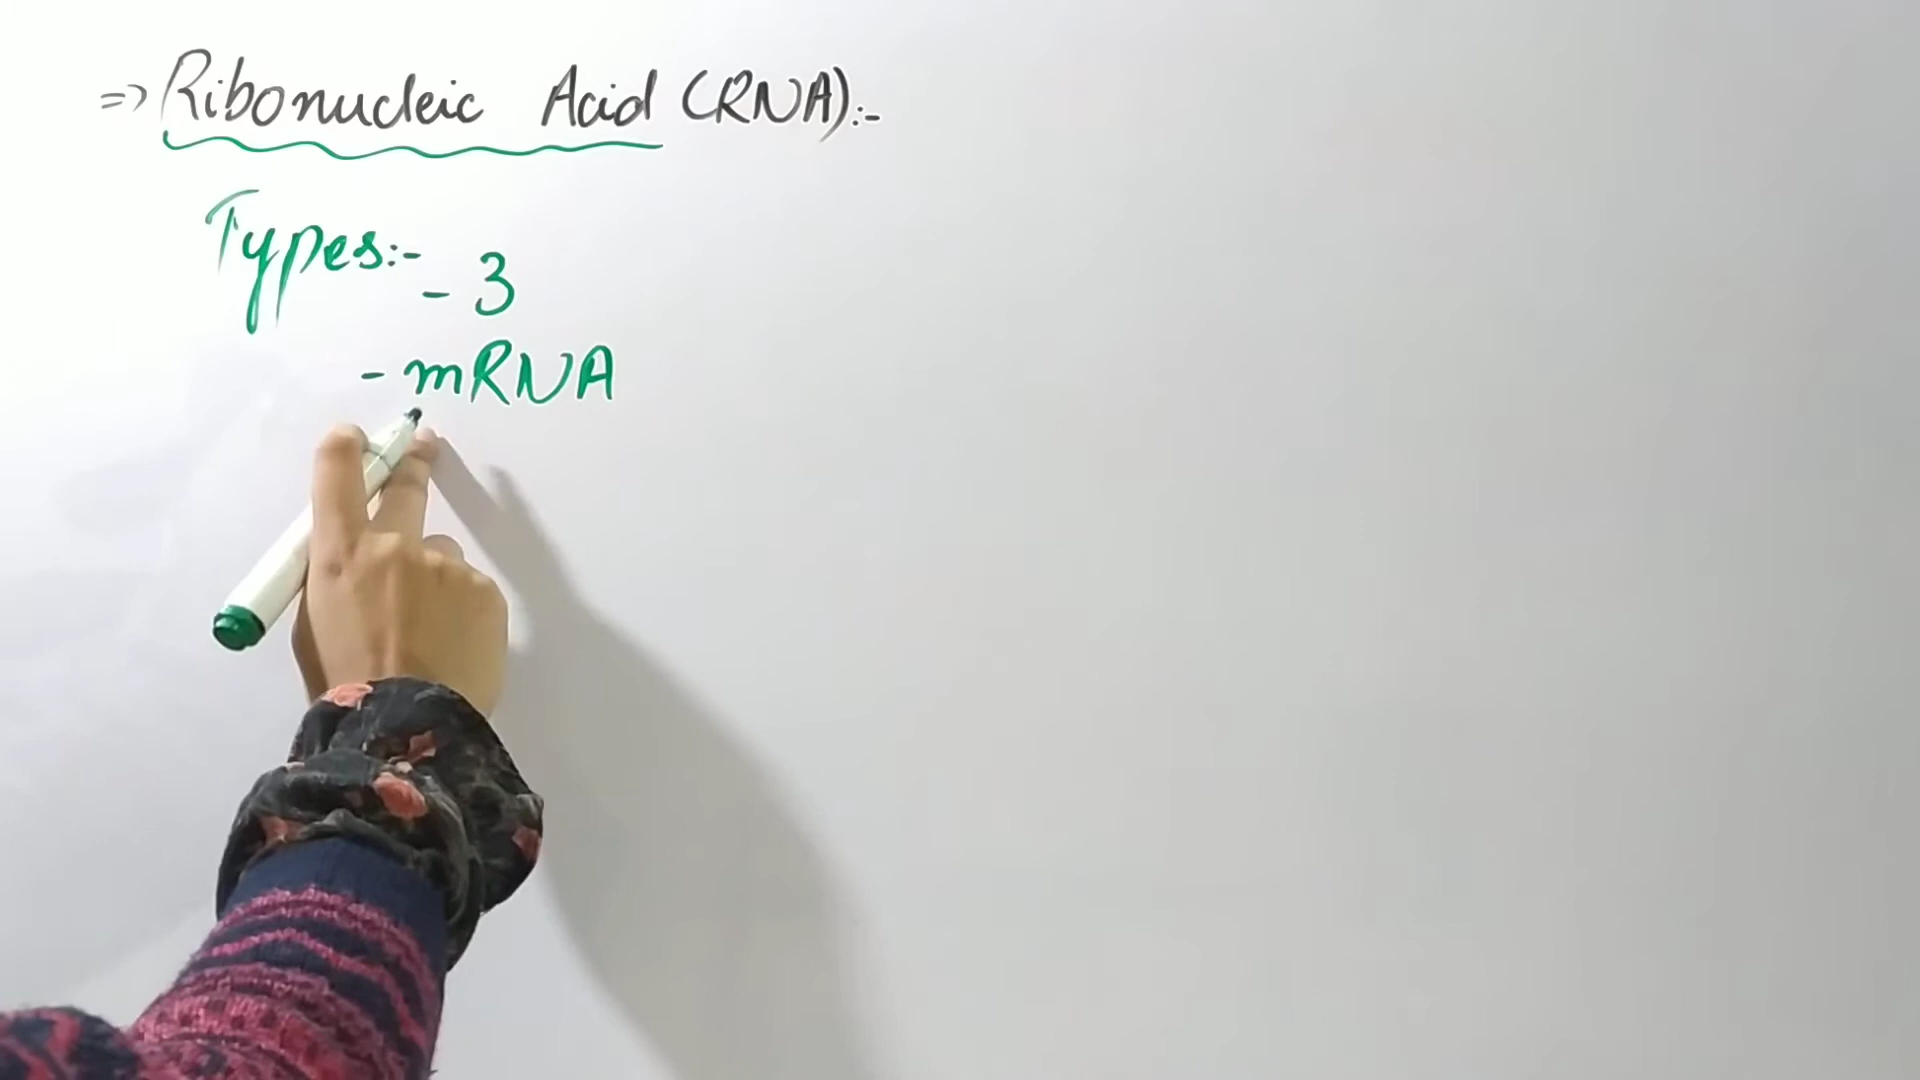 => Ribonucleic Acid (RNA):-
Types:-
- 3
- mRNA